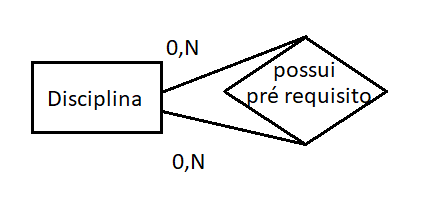 0,N
possui
Disciplina
pré requisito
0,N